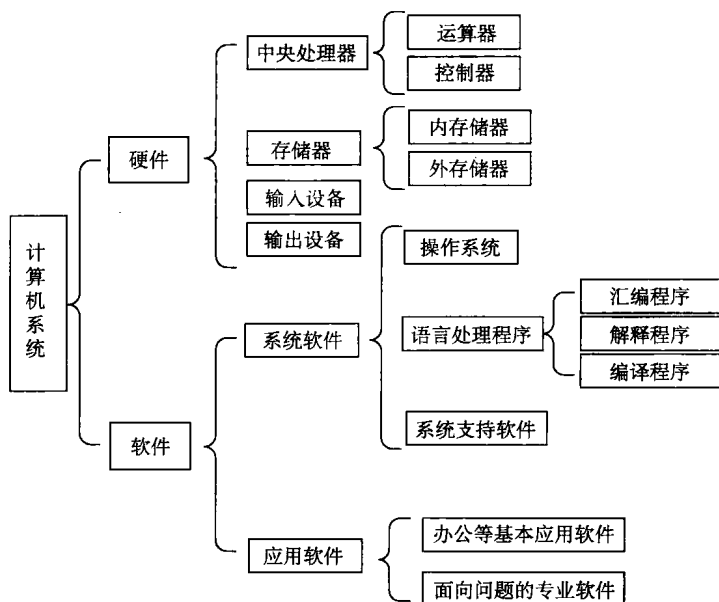 计算机系统
硬件
中央处理器
运算器
控制器
存储器
内存储器
外存储器
输入设备
输出设备
软件
系统软件
操作系统
语言处理程序
汇编程序
解释程序
编译程序
系统支持软件
应用软件
办公等基本应用软件
面向问题的专业软件